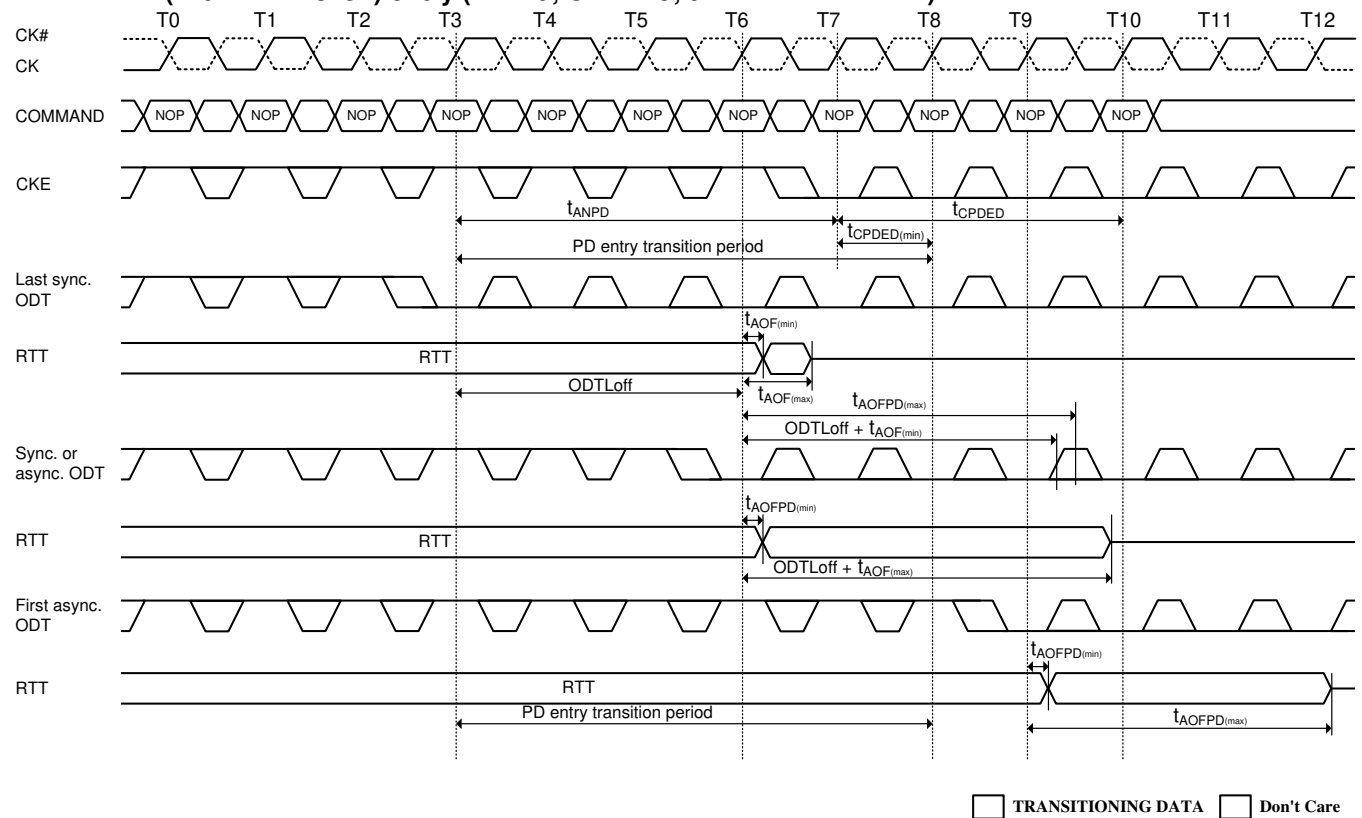 T0 T1 T2 T3 T4 T5 T6 T7 T8 T9 T10 T11 T12
CK#
CK
COMMAND NOP NOP NOP NOP NOP NOP NOP NOP NOP NOP NOP
CKE
tANPD tCPDED
tCPDED(min)
PD entry transition period
Last sync.
ODT
tAOF(min)
RTT RTT
ODTLoff
tAOF(max)
tAOFPD(max)
ODTLoff + tAOF(min)
Sync. or
async. ODT
tAOFPD(min)
RTT RTT
ODTLoff + tAOF(max)
First async.
ODT
tAOFPD(min)
RTT RTT
PD entry transition period
tAOFPD(max)
TRANSITIONING DATA Don't Care